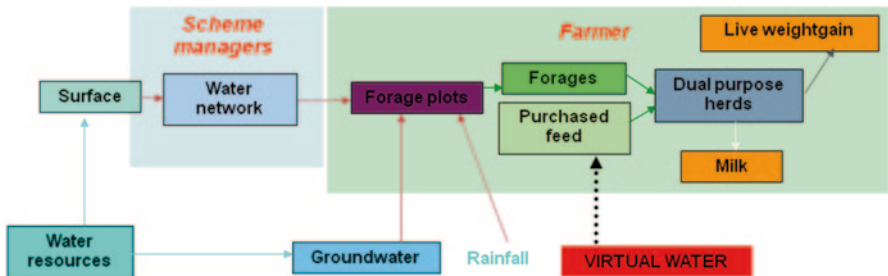 Scheme
managers
Farmer
Live weightgain
Surface
Water
network
Forage plots
Forages
Purchased
feed
Dual purpose
herds
Milk
Water
resources
Groundwater
Rainfall
VIRTUAL WATER